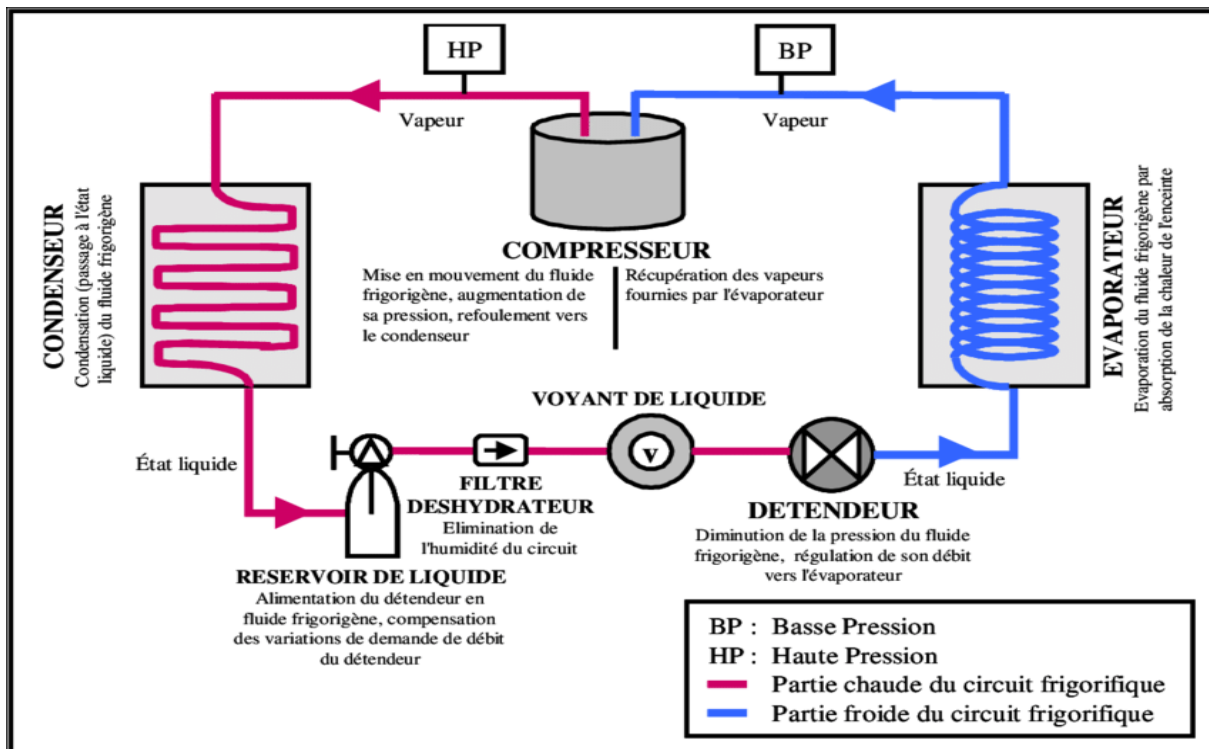 HP
BP
Vapeur
Vapeur
CONDENSEUR
Condensation (passage à l'état
liquide) du fluide frigorigène
COMPRESSEUR
Mise en mouvement du fluide
frigorigène, augmentation de
sa pression, refoulement vers
le condenseur
Récupération des vapeurs
fournies par l'évaporateur
EVAPORATEUR
Evaporation du fluide frigorigène par
absorption de la chaleur de l'enceinte
VOYANT DE LIQUIDE
V
État liquide
État liquide
FILTRE
DESHYDRATEUR
Elimination de
l'humidité du circuit
DETENDEUR
Diminution de la pression du fluide
frigorigène, régulation de son débit
vers l'évaporateur
RESERVOIR DE LIQUIDE
Alimentation du détendeur en
fluide frigorigène, compensation
des variations de demande de débit
du détendeur
BP : Basse Pression
HP : Haute Pression
Partie chaude du circuit frigorifique
Partie froide du circuit frigorifique